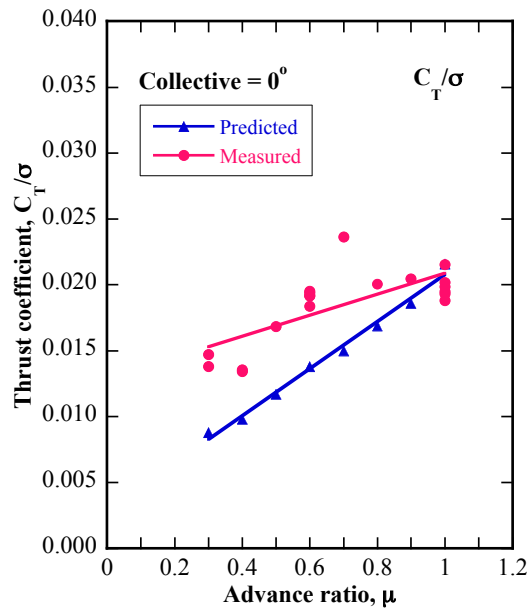 0.040
0.035
0.030
0.025
0.020
0.015
0.010
0.005
0.000
Thrust coefficient, C_T/σ
Collective = 0°
C_T/σ
Predicted
Measured
0 0.2 0.4 0.6 0.8 1 1.2
Advance ratio, μ